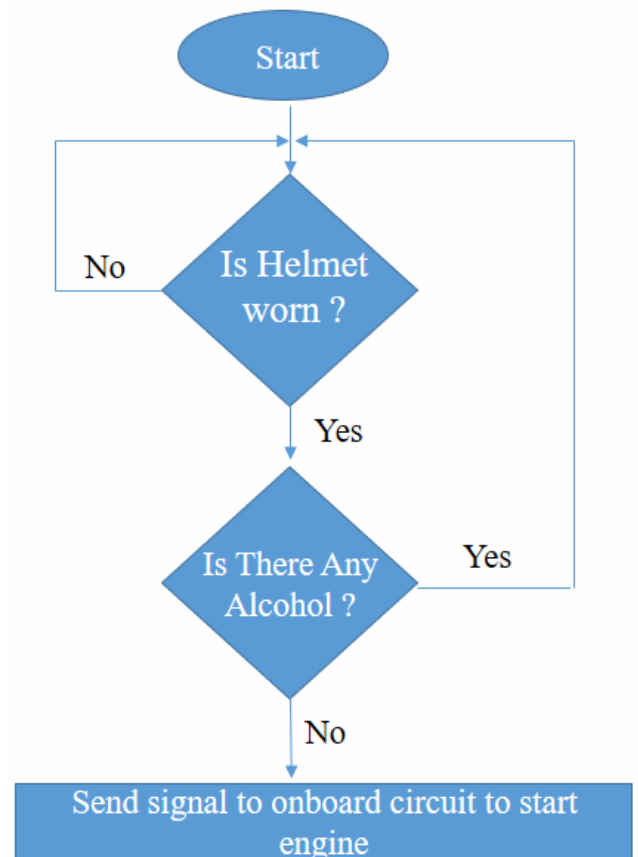 Start
Is Helmet
worn ?
No
Yes
Is There Any
Alcohol ?
Yes
No
Send signal to onboard circuit to start
engine